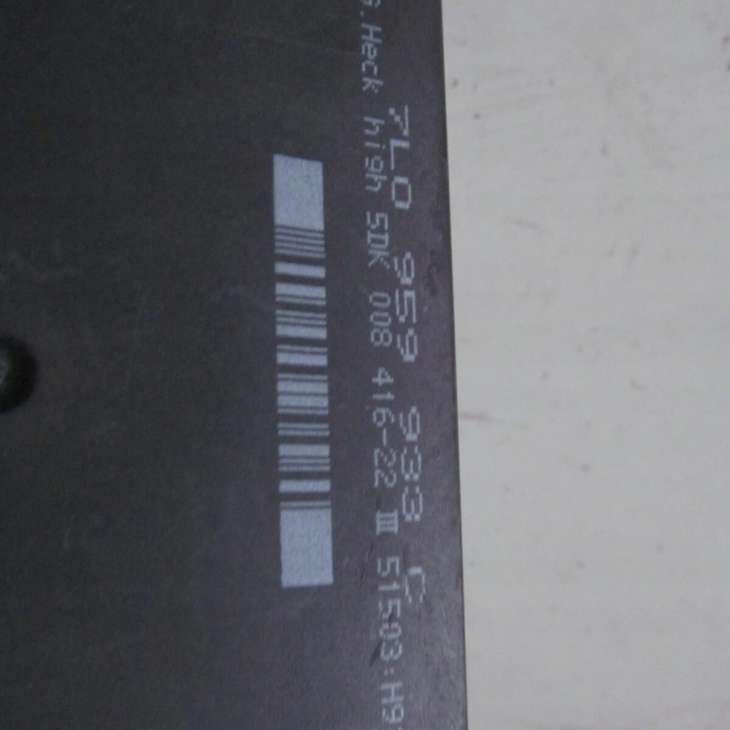 7L0 959 933 C
G.Heck high SDK 008 416-22 III 51503:H9